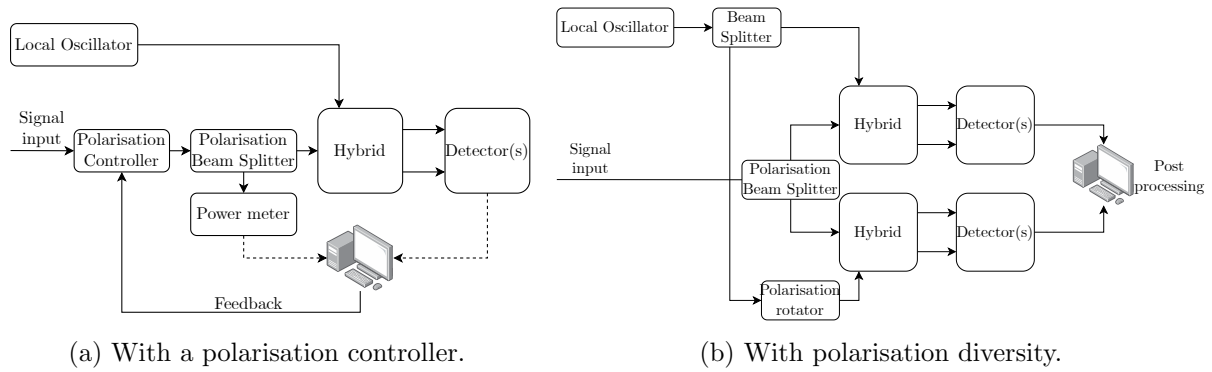 Local Oscillator
Signal
input
Polarisation
Controller
Polarisation
Beam Splitter
Hybrid
Detector(s)
Power meter
Feedback
(a) With a polarisation controller.
Local Oscillator
Beam
Splitter
Hybrid
Detector(s)
Signal
input
Polarisation
Beam Splitter
Post
processing
Hybrid
Detector(s)
Polarisation
rotator
(b) With polarisation diversity.